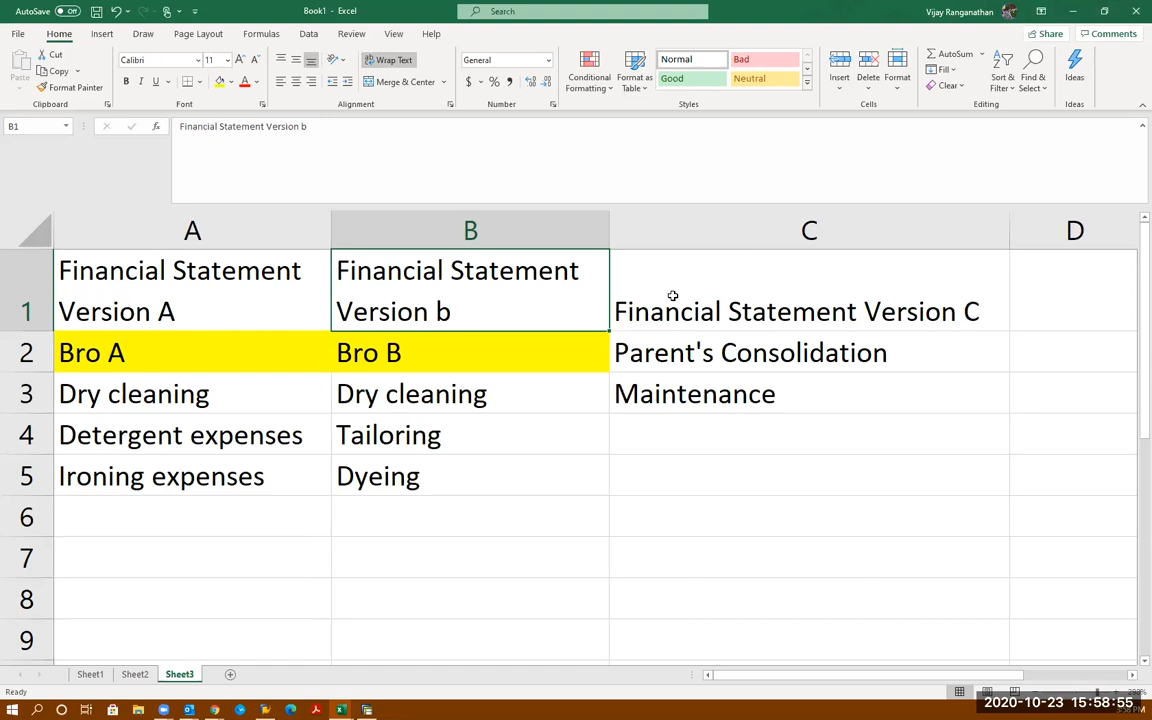 AutoSave Off
Book1 - Excel
Search
Vijay Ranganathan
File Home Insert Draw Page Layout Formulas Data Review View Help
Share Comments
Paste
Cut
Copy
Format Painter
Clipboard
Calibri 11
B I U
Font
Wrap Text
Merge & Center
Alignment
General
$ % ,
Number
Conditional Formatting
Format as Table
Normal Bad
Good Neutral
Styles
Insert Delete Format
Cells
AutoSum
Fill
Clear
Sort & Filter
Find & Select
Editing
Ideas
Ideas
B1
fx
Financial Statement Version b
A B C D
1
Financial Statement
Version A
Financial Statement
Version b
Financial Statement Version C
2 Bro A Bro B Parent's Consolidation
3 Dry cleaning Dry cleaning Maintenance
4 Detergent expenses Tailoring
5 Ironing expenses Dyeing
6
7
8
9
Sheet1 Sheet2 Sheet3
Ready
2020-10-23 15:58:55